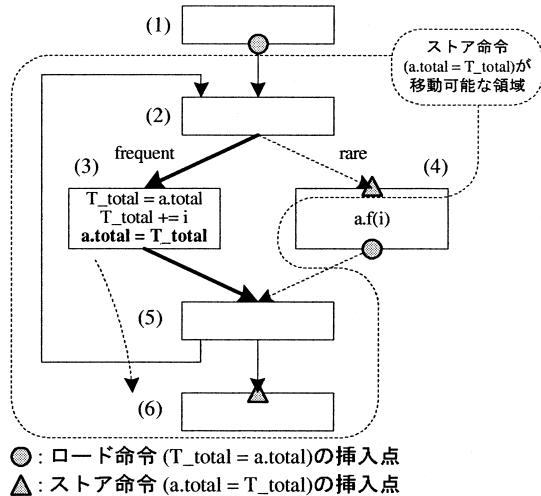 (1)
ストア命令
(a.total = T_total)が
移動可能な領域
(2)
frequent
rare
(3)
(4)
T_total = a.total
T_total += i
a.total = T_total
a.f(i)
(5)
(6)
: ロード命令 (T_total = a.total)の挿入点
: ストア命令 (a.total = T_total)の挿入点